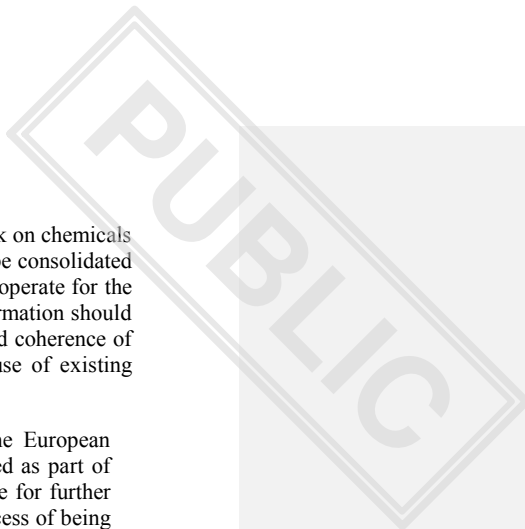 k on chemicals
be consolidated
operate for the
rmation should
d coherence of
use of existing
he European
ed as part of
e for further
cess of being
PUBLIC